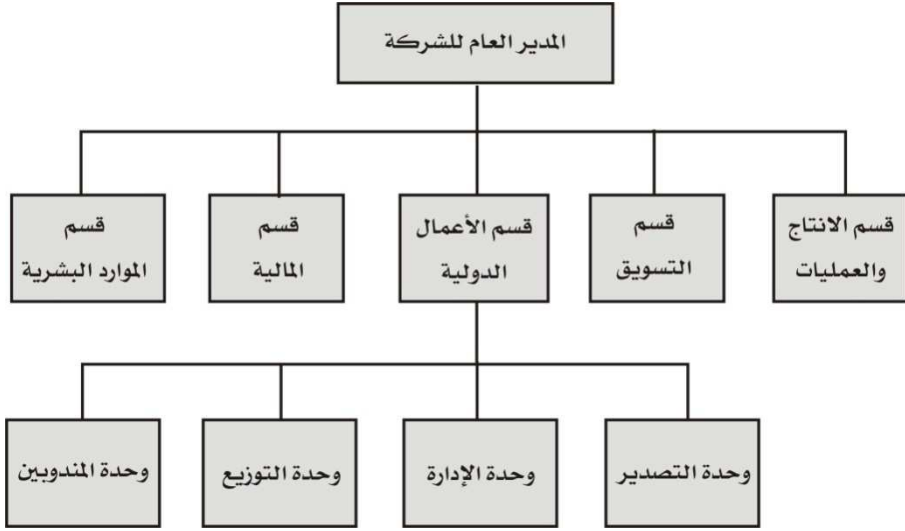 المدير العام للشركة
قسم الانتاج
والعمليات
قسم
التسويق
قسم الأعمال
الدولية
قسم
المالية
قسم
الموارد البشرية
وحدة التصدير
وحدة الإدارة
وحدة التوزيع
وحدة المندوبين